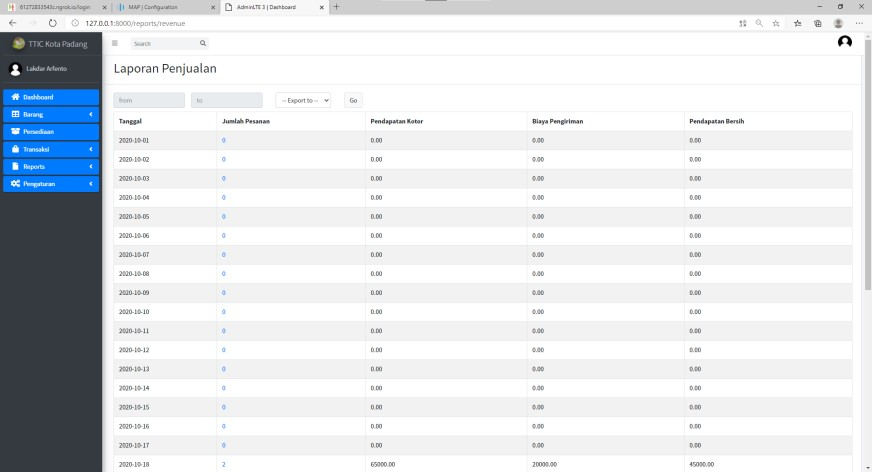 61272833543c.ngrok.io/login
MAP | Configuration
AdminLTE 3 | Dashboard
127.0.0.1:8000/reports/revenue
TTIC Kota Padang
Search
Lakdar Arfento
Laporan Penjualan
Dashboard
Barang
Persediaan
Transaksi
Reports
Pengaturan
from
to
-- Export to --
Go
Tanggal Jumlah Pesanan Pendapatan Kotor Biaya Pengiriman Pendapatan Bersih
2020-10-01 0 0.00 0.00 0.00
2020-10-02 0 0.00 0.00 0.00
2020-10-03 0 0.00 0.00 0.00
2020-10-04 0 0.00 0.00 0.00
2020-10-05 0 0.00 0.00 0.00
2020-10-06 0 0.00 0.00 0.00
2020-10-07 0 0.00 0.00 0.00
2020-10-08 0 0.00 0.00 0.00
2020-10-09 0 0.00 0.00 0.00
2020-10-10 0 0.00 0.00 0.00
2020-10-11 0 0.00 0.00 0.00
2020-10-12 0 0.00 0.00 0.00
2020-10-13 0 0.00 0.00 0.00
2020-10-14 0 0.00 0.00 0.00
2020-10-15 0 0.00 0.00 0.00
2020-10-16 0 0.00 0.00 0.00
2020-10-17 0 0.00 0.00 0.00
2020-10-18 2 65000.00 20000.00 45000.00